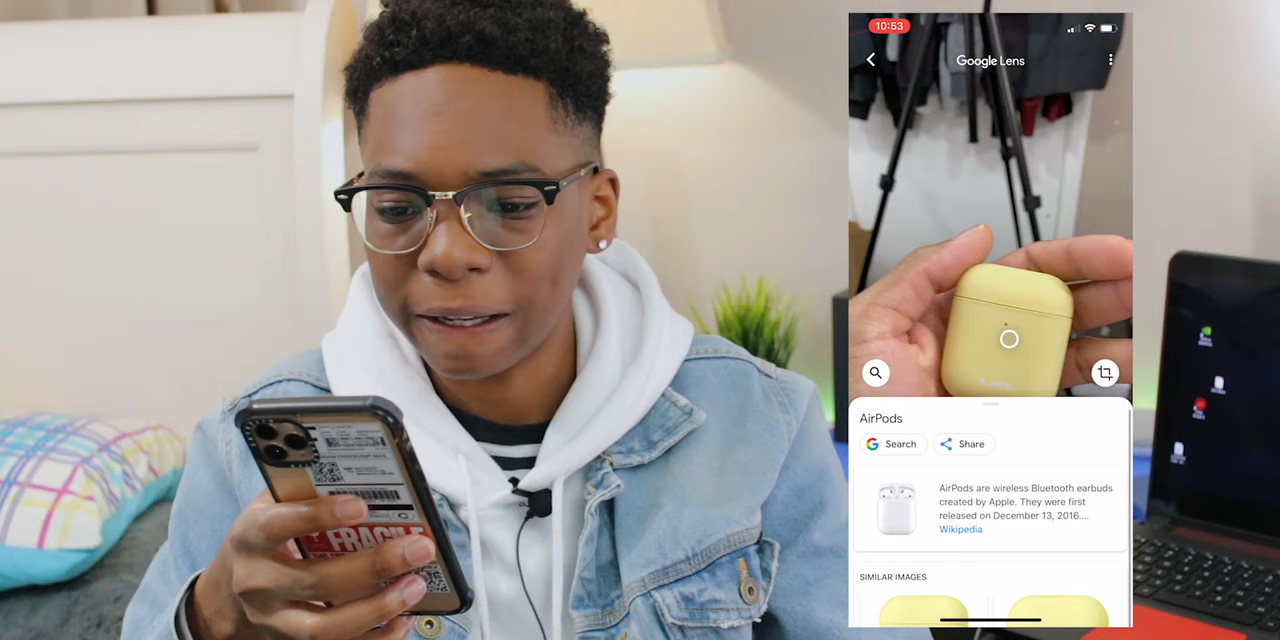 FRAGILE
10:53
Google Lens
AirPods
Search
Share
AirPods are wireless Bluetooth earbuds
created by Apple. They were first
released on December 13, 2016....
Wikipedia
SIMILAR IMAGES